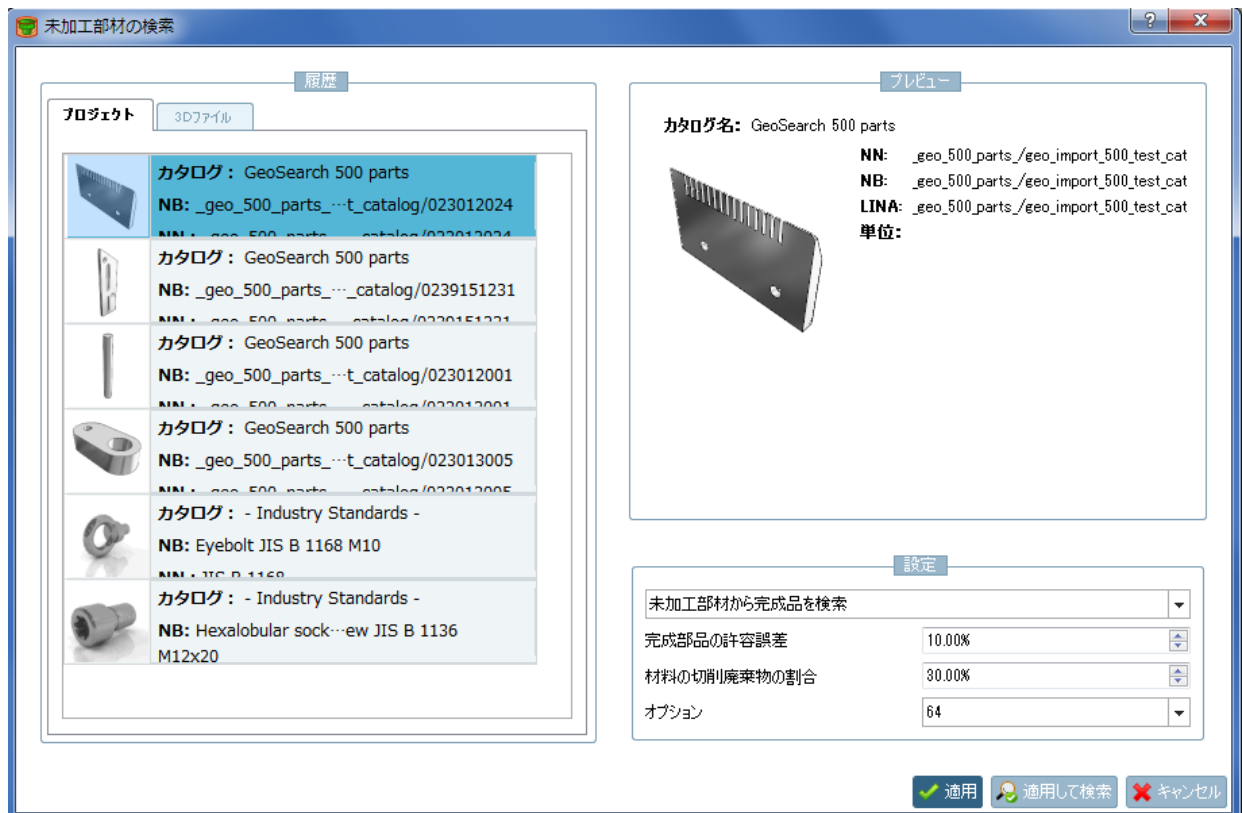 未加工部材の検索
?
X
履歴
プロジェクト
3Dファイル
カタログ： GeoSearch 500 parts
NB: _geo_500_parts_…t_catalog/023012024
カタログ： GeoSearch 500 parts
NB: _geo_500_parts_…_catalog/0239151231
カタログ： GeoSearch 500 parts
NB: _geo_500_parts_…t_catalog/023012001
カタログ： GeoSearch 500 parts
NB: _geo_500_parts_…t_catalog/023013005
カタログ： - Industry Standards -
NB: Eyebolt JIS B 1168 M10
NN : JIS B 1168
カタログ： - Industry Standards -
NB: Hexalobular sock…ew JIS B 1136
M12x20
プレビュー
カタログ名： GeoSearch 500 parts
NN: _geo_500_parts_/geo_import_500_test_cat
NB: _geo_500_parts_/geo_import_500_test_cat
LINA: _geo_500_parts_/geo_import_500_test_cat
単位：
設定
未加工部材から完成品を検索
完成部品の許容誤差 10.00%
材料の切削廃棄物の割合 30.00%
オプション 64
適用 適用して検索 キャンセル